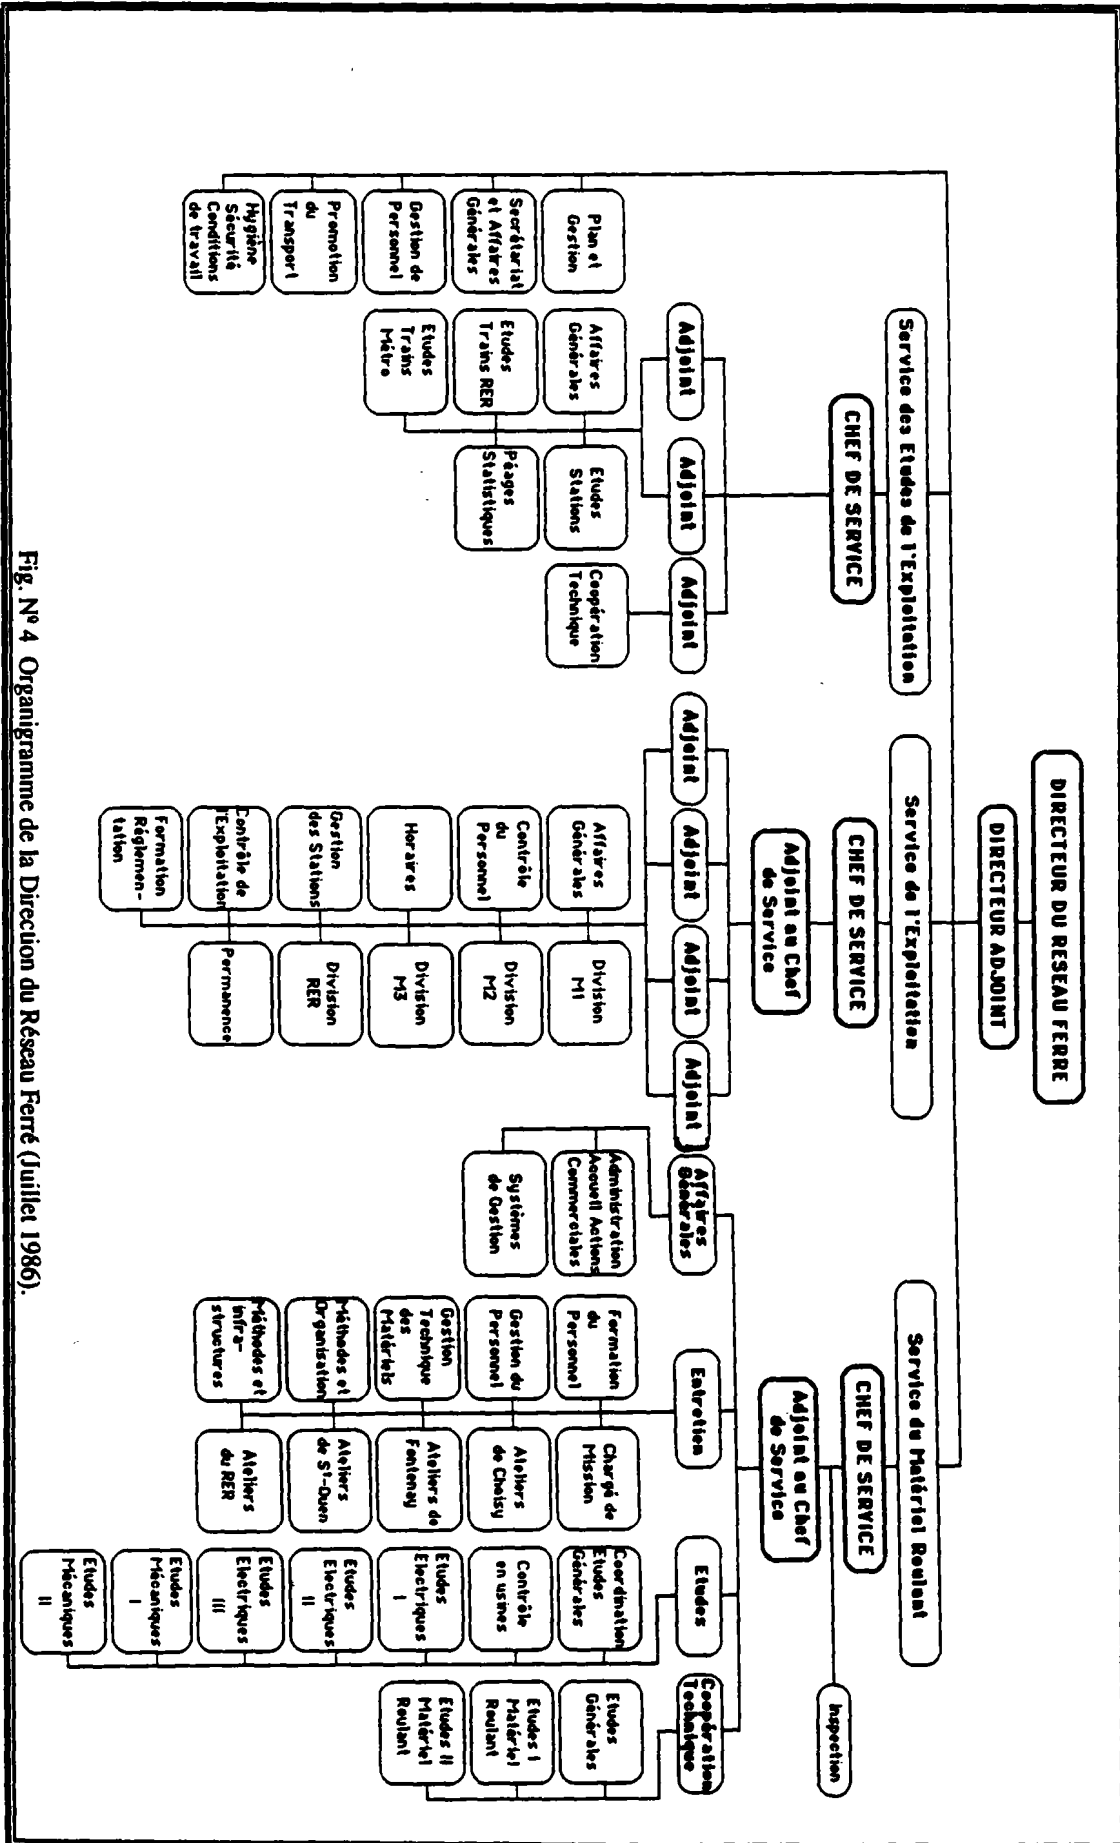 DIRECTEUR DU RESEAU FERRE
DIRECTEUR ADJOINT
Service des Etudes de l'Exploitation
CHEF DE SERVICE
Adjoint
Adjoint
Adjoint
Plan et
Gestion
Secrétariat
et Affaires
Générales
Gestion de
Personnel
Promotion
du
Transport
Hygiène
Sécurité
Conditions
de travail
Affaires
Générales
Etudes
Trains RER
Etudes
Trains
Métro
Etudes
Stations
Péages
Statistiques
Coopération
Technique
Service de l'Exploitation
CHEF DE SERVICE
Adjoint au Chef
de Service
Adjoint
Adjoint
Adjoint
Adjoint
Affaires
Générales
Contrôle
du
Personnel
Horaires
Gestion
des Stations
Contrôle de
l'Exploitation
Formation
Réglemen-
tation
Division
M1
Division
M2
Division
M3
Division
RER
Permanence
Service du Matériel Roulant
CHEF DE SERVICE
Inspection
Adjoint au Chef
de Service
Affaires
Générales
Administration
Accueil Actions
Commerciales
Systèmes
de Gestion
Entretien
Formation
du
Personnel
Gestion du
Personnel
Gestion
Technique
des
Matériels
Méthodes et
Organisation
Méthodes et
infra-
structures
Chargé de
Mission
Ateliers
de Choisy
Ateliers de
Fontenay
Ateliers
de St-Ouen
Ateliers
du RER
Etudes
Coordination
Etudes
Générales
Contrôle
en usines
Etudes
Electriques
I
Etudes
Electriques
II
Etudes
Electriques
III
Etudes
Mécaniques
I
Etudes
Mécaniques
II
Coopération
Technique
Etudes
Générales
Etudes I
Matériel
Roulant
Etudes II
Matériel
Roulant
Fig. Nº 4 Organigramme de la Direction du Réseau Ferré (Juillet 1986).